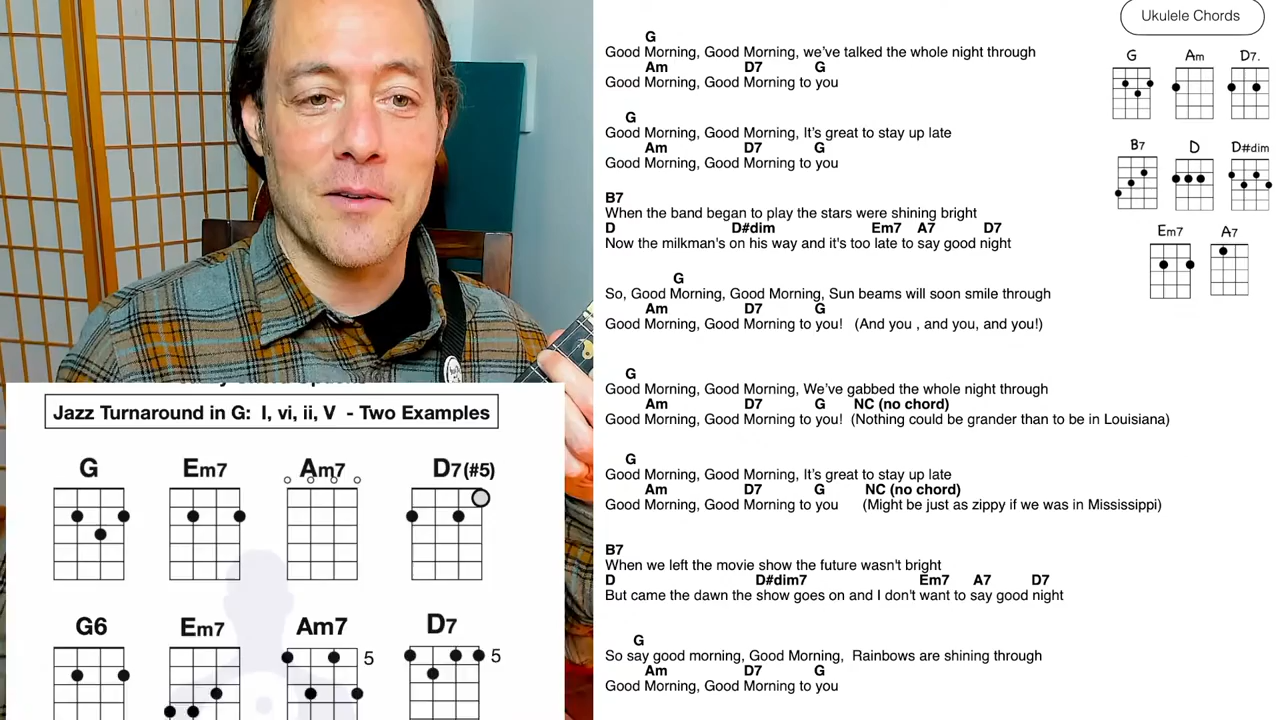 Ukulele Chords
G Am D7.
B7 D D#dim
Em7 A7
G
Good Morning, Good Morning, we've talked the whole night through
Am D7 G
Good Morning, Good Morning to you
G
Good Morning, Good Morning, It's great to stay up late
Am D7 G
Good Morning, Good Morning to you
B7
When the band began to play the stars were shining bright
D D#dim Em7 A7 D7
Now the milkman's on his way and it's too late to say good night
G
So, Good Morning, Good Morning, Sun beams will soon smile through
Am D7 G
Good Morning, Good Morning to you! (And you , and you, and you!)
G
Good Morning, Good Morning, We've gabbed the whole night through
Am D7 G NC (no chord)
Good Morning, Good Morning to you! (Nothing could be grander than to be in Louisiana)
G
Good Morning, Good Morning, It's great to stay up late
Am D7 G NC (no chord)
Good Morning, Good Morning to you (Might be just as zippy if we was in Mississippi)
B7
When we left the movie show the future wasn't bright
D D#dim7 Em7 A7 D7
But came the dawn the show goes on and I don't want to say good night
G
So say good morning, Good Morning, Rainbows are shining through
Am D7 G
Good Morning, Good Morning to you
Jazz Turnaround in G: I, vi, ii, V - Two Examples
G Em7 Am7 D7(#5)
G6 Em7 Am7 D7
5 5